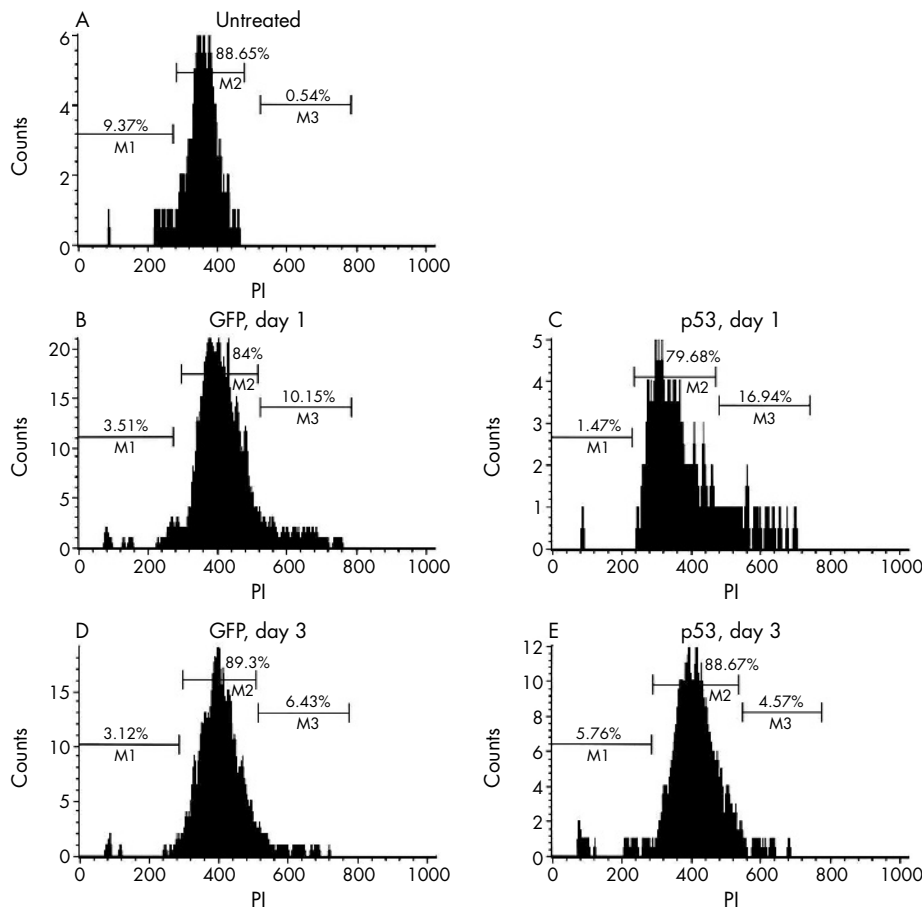 A
Untreated
6
4
2
0
Counts
88.65%
M2
0.54%
M3
9.37%
M1
0 200 400 600 800 1000
PI
B
GFP, day 1
20
15
10
5
0
Counts
84%
M2
10.15%
M3
3.51%
M1
0 200 400 600 800 1000
PI
C
p53, day 1
5
4
3
2
1
0
Counts
79.68%
M2
16.94%
M3
1.47%
M1
0 200 400 600 800 1000
PI
D
GFP, day 3
15
10
5
0
Counts
89.3%
M2
6.43%
M3
3.12%
M1
0 200 400 600 800 1000
PI
E
p53, day 3
12
10
8
6
4
2
0
Counts
88.67%
M2
4.57%
M3
5.76%
M1
0 200 400 600 800 1000
PI